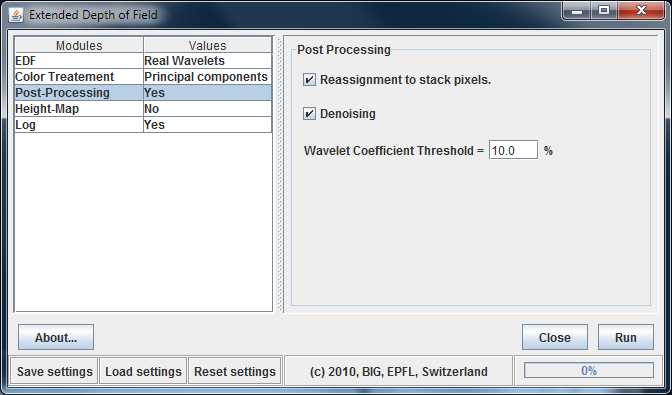 Extended Depth of Field
Modules Values
EDF Real Wavelets
Color Treatement Principal components
Post-Processing Yes
Height-Map No
Log Yes
Post Processing
Reassignment to stack pixels.
Denoising
Wavelet Coefficient Threshold = 10.0 %
About... Close Run
Save settings Load settings Reset settings (c) 2010, BIG, EPFL, Switzerland 0%